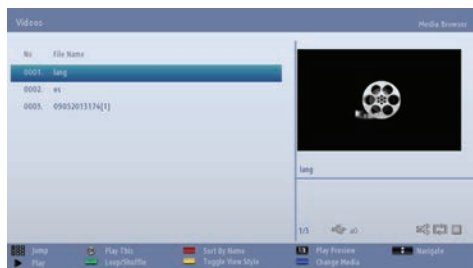 Videos
Media Browser
No File Name
0001. lang
0002. es
0003. 09052013174[1]
lang
1/3
Jump
OK Play This
Sort By Name
Play Preview
Navigate
Play
Loop/Shuffle
Toggle View Style
Change Media